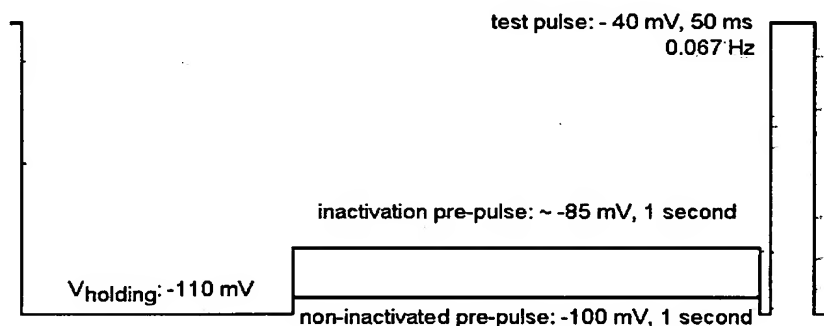 test pulse: - 40 mV, 50 ms
0.067 Hz
inactivation pre-pulse: ~ -85 mV, 1 second
Vholding: -110 mV
non-inactivated pre-pulse: -100 mV, 1 second